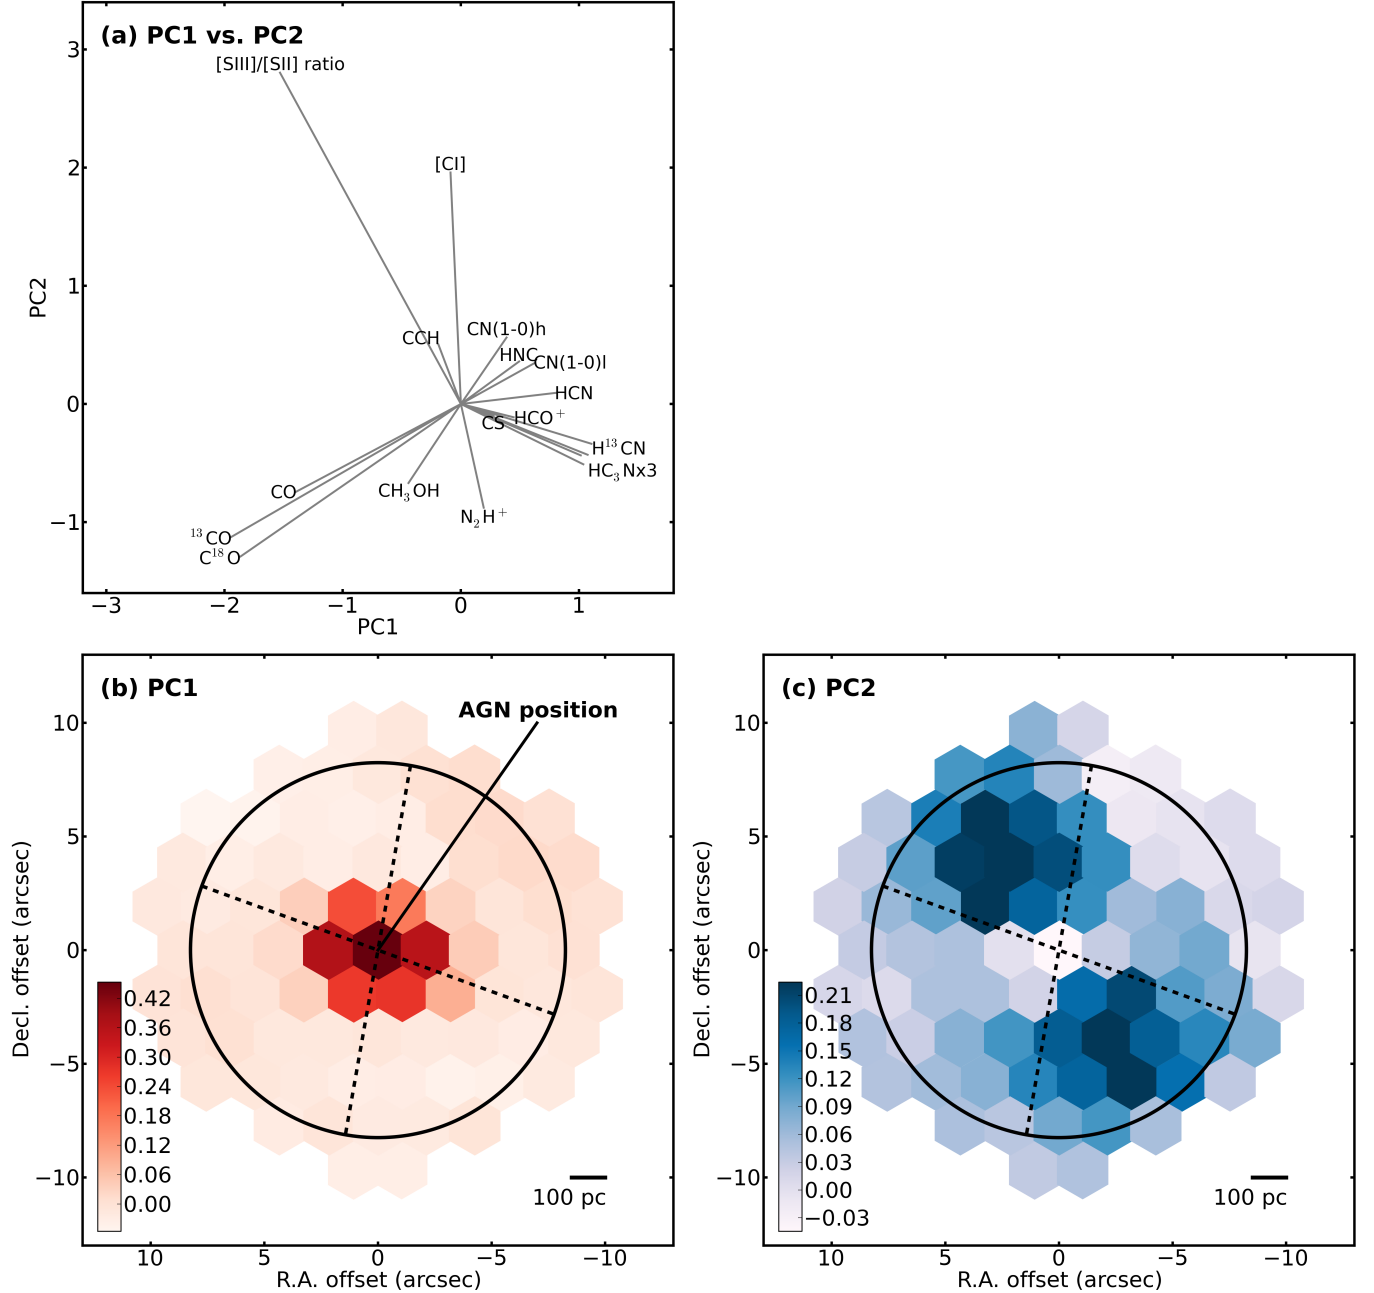 (a) PC1 vs. PC2
[SIII]/[SII] ratio
[CI]
CN(1-0)h
CCH
HNC
CN(1-0)l
HCN
HCO⁺
CS
H¹³CN
HC₃Nx3
CH₃OH
CO
N₂H⁺
¹³CO
C¹⁸O
3
2
1
0
−1
PC2
−3
−2
−1
0
1
PC1
(b) PC1
AGN position
10
5
0
−5
−10
Decl. offset (arcsec)
0.42
0.36
0.30
0.24
0.18
0.12
0.06
0.00
100 pc
10
5
0
−5
−10
R.A. offset (arcsec)
(c) PC2
10
5
0
−5
−10
Decl. offset (arcsec)
0.21
0.18
0.15
0.12
0.09
0.06
0.03
0.00
−0.03
100 pc
10
5
0
−5
−10
R.A. offset (arcsec)